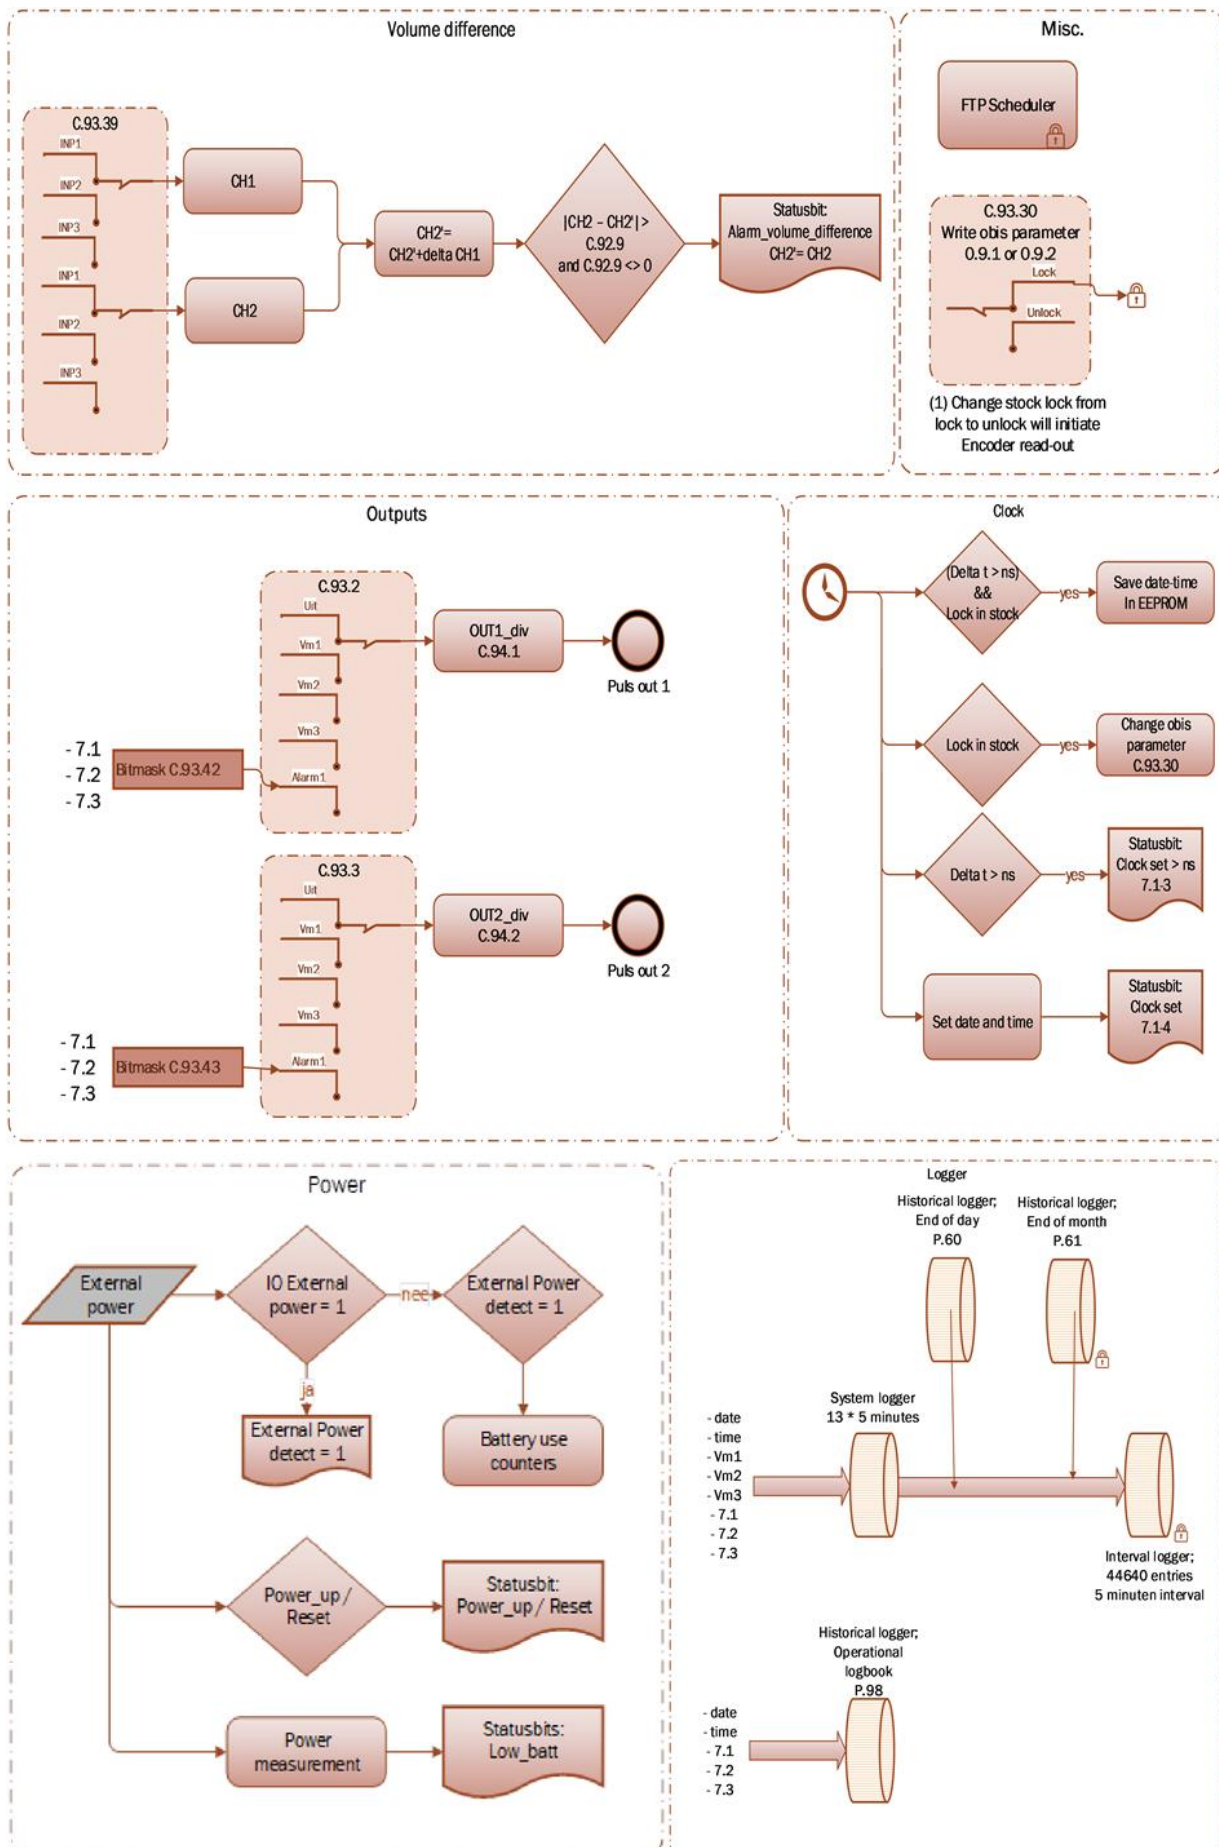 Volume difference
C.93.39
INP1
INP2
INP3
INP1
INP2
INP3
CH1
CH2
CH2'=
CH2'+delta CH1
|CH2 – CH2'| >
C.92.9
and C.92.9 <> 0
Statusbit:
Alarm_volume_difference
CH2'= CH2
Misc.
FTP Scheduler
C.93.30
Write obis parameter
0.9.1 or 0.9.2
Lock
Unlock
(1) Change stock lock from
lock to unlock will initiate
Encoder read-out
Outputs
C.93.2
Uit
Vm1
Vm2
Vm3
Alarm1
- 7.1
- 7.2
- 7.3
Bitmask C.93.42
OUT1_div
C.94.1
Puls out 1
C.93.3
Uit
Vm1
Vm2
Vm3
Alarm1
- 7.1
- 7.2
- 7.3
Bitmask C.93.43
OUT2_div
C.94.2
Puls out 2
Clock
(Delta t > ns)
&&
Lock in stock
yes
Save date-time
In EEPROM
Lock in stock
yes
Change obis
parameter
C.93.30
Delta t > ns
yes
Statusbit:
Clock set > ns
7.1-3
Set date and time
Statusbit:
Clock set
7.1-4
Power
External
power
IO External
power = 1
nee
External Power
detect = 1
ja
External Power
detect = 1
Battery use
counters
Power_up /
Reset
Statusbit:
Power_up / Reset
Power
measurement
Statusbits:
Low_batt
Logger
Historical logger;
End of day
P.60
Historical logger;
End of month
P.61
System logger
13 * 5 minutes
- date
- time
- Vm1
- Vm2
- Vm3
- 7.1
- 7.2
- 7.3
Interval logger;
44640 entries
5 minuten interval
Historical logger;
Operational
logbook
P.98
- date
- time
- 7.1
- 7.2
- 7.3